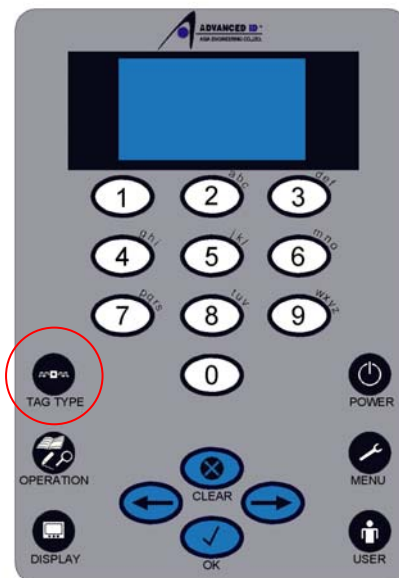 ADVANCED ID
ASIA ENGINEERING CO.,LTD.
1 2 abc 3 def
4 ghi 5 jkl 6 mno
7 pqrs 8 tuv 9 wxyz
0
TAG TYPE
POWER
OPERATION
CLEAR
MENU
DISPLAY
OK
USER